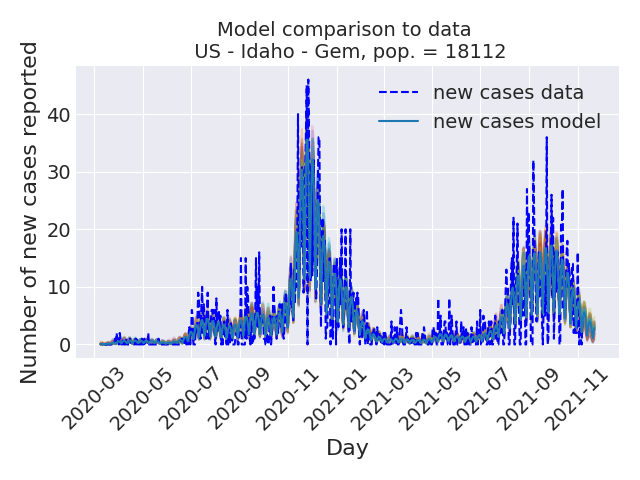 Model comparison to data
US - Idaho - Gem, pop. = 18112
Number of new cases reported
40
30
20
10
0
new cases data
new cases model
2020-03
2020-05
2020-07
2020-09
2020-11
2021-01
2021-03
2021-05
2021-07
2021-09
2021-11
Day